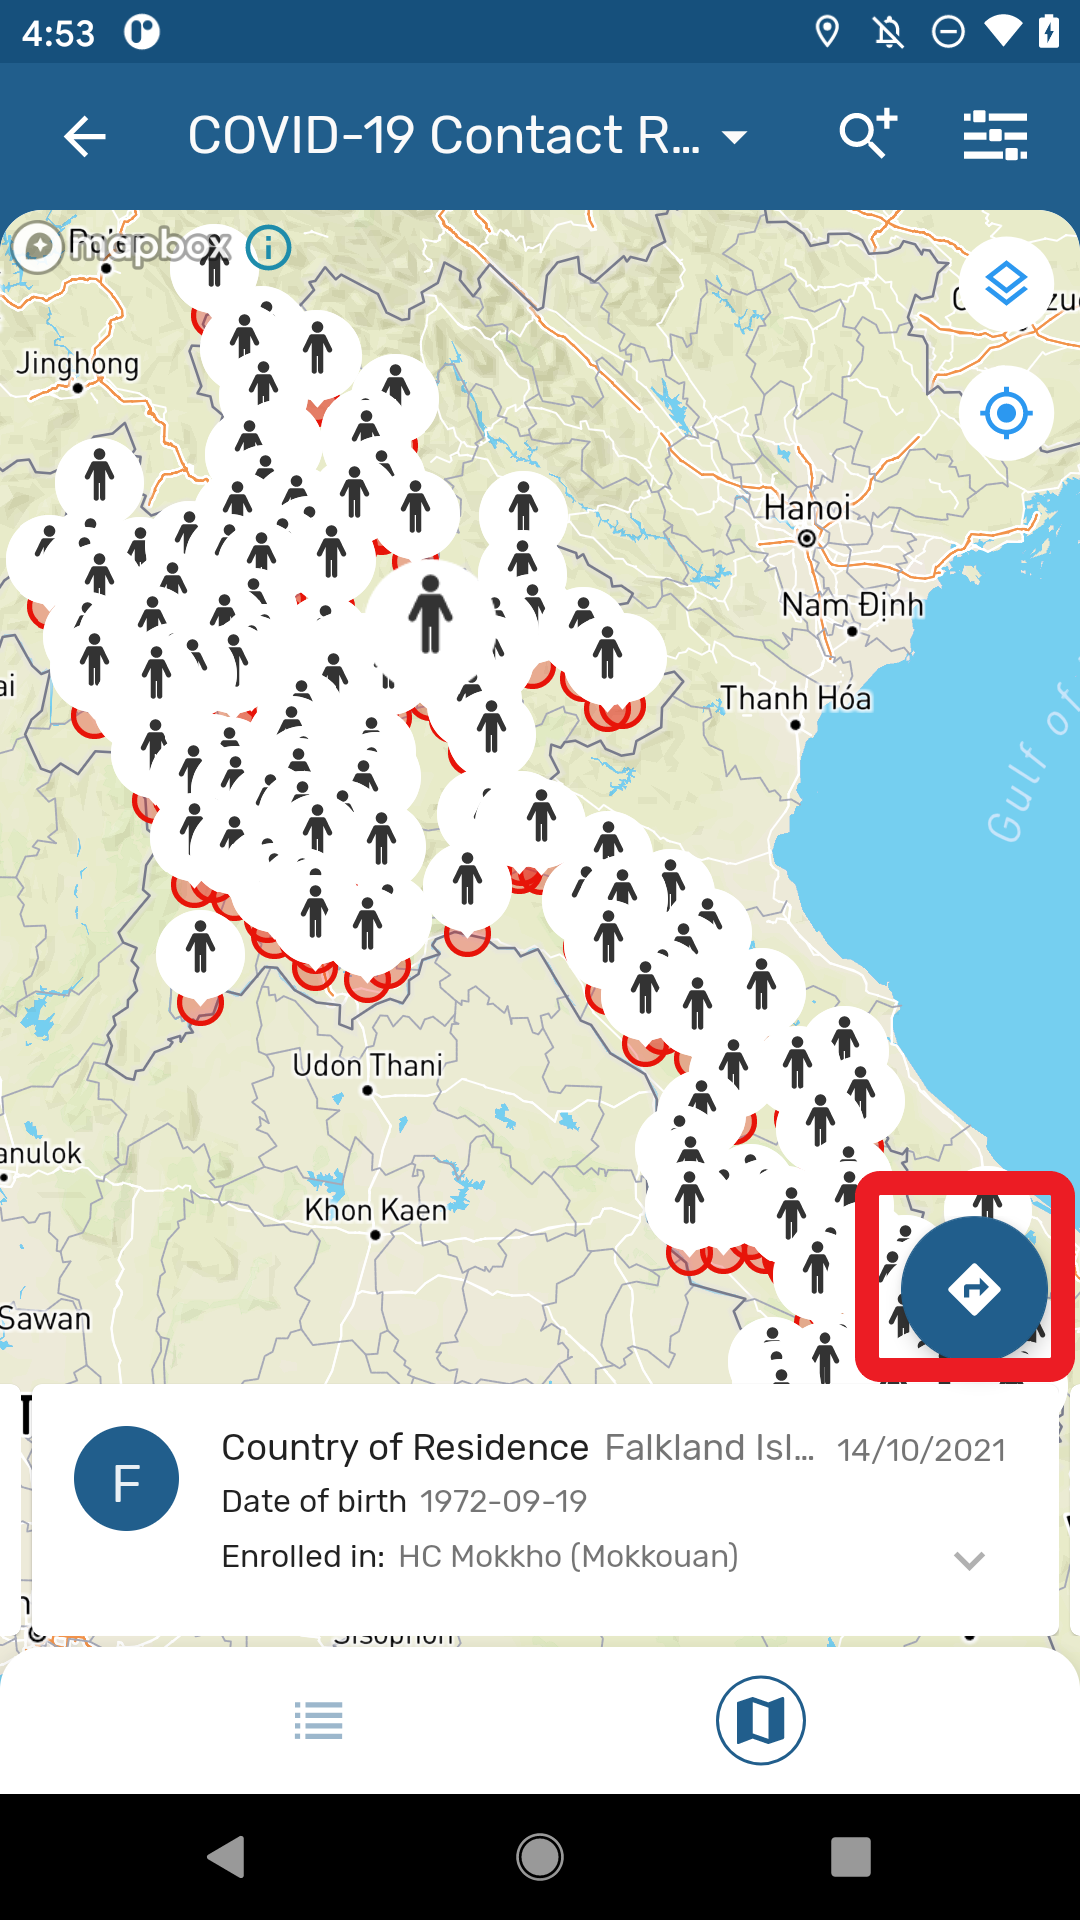 4:53
COVID-19 Contact R...
mapbox
Jinghong
Hanoi
Nam Định
Thanh Hóa
Gulf of
Udon Thani
anulok
Khon Kaen
Sawan
F
Country of Residence Falkland Isl... 14/10/2021
Date of birth 1972-09-19
Enrolled in: HC Mokkho (Mokkouan)